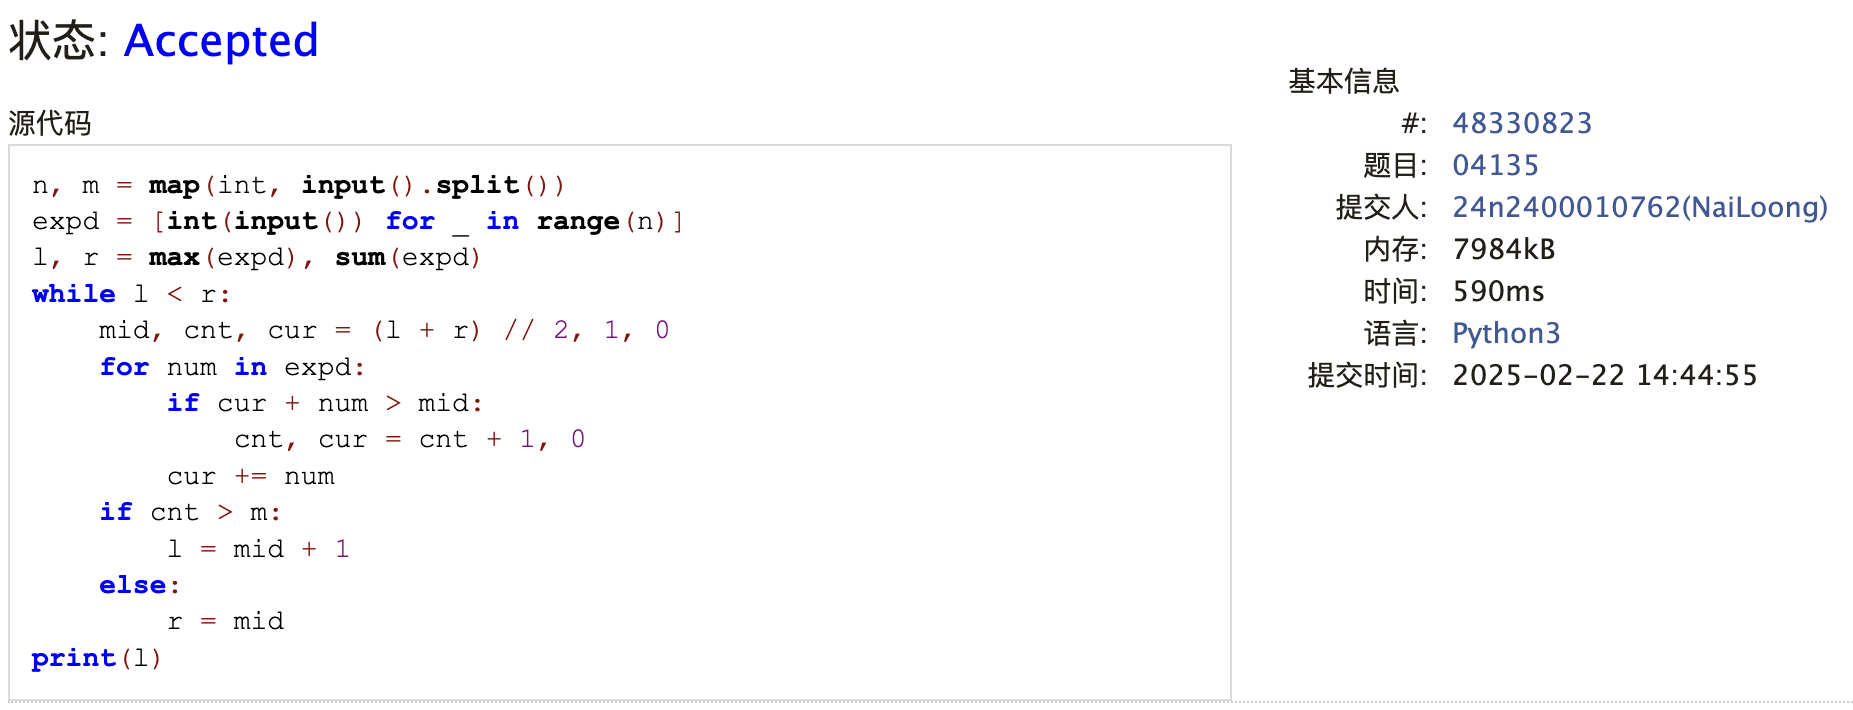 状态: Accepted
源代码
n, m = map(int, input().split())
expd = [int(input()) for _ in range(n)]
l, r = max(expd), sum(expd)
while l < r:
    mid, cnt, cur = (l + r) // 2, 1, 0
    for num in expd:
        if cur + num > mid:
            cnt, cur = cnt + 1, 0
        cur += num
    if cnt > m:
        l = mid + 1
    else:
        r = mid
print(l)
基本信息
#: 48330823
题目: 04135
提交人: 24n2400010762(NaiLoong)
内存: 7984kB
时间: 590ms
语言: Python3
提交时间: 2025-02-22 14:44:55